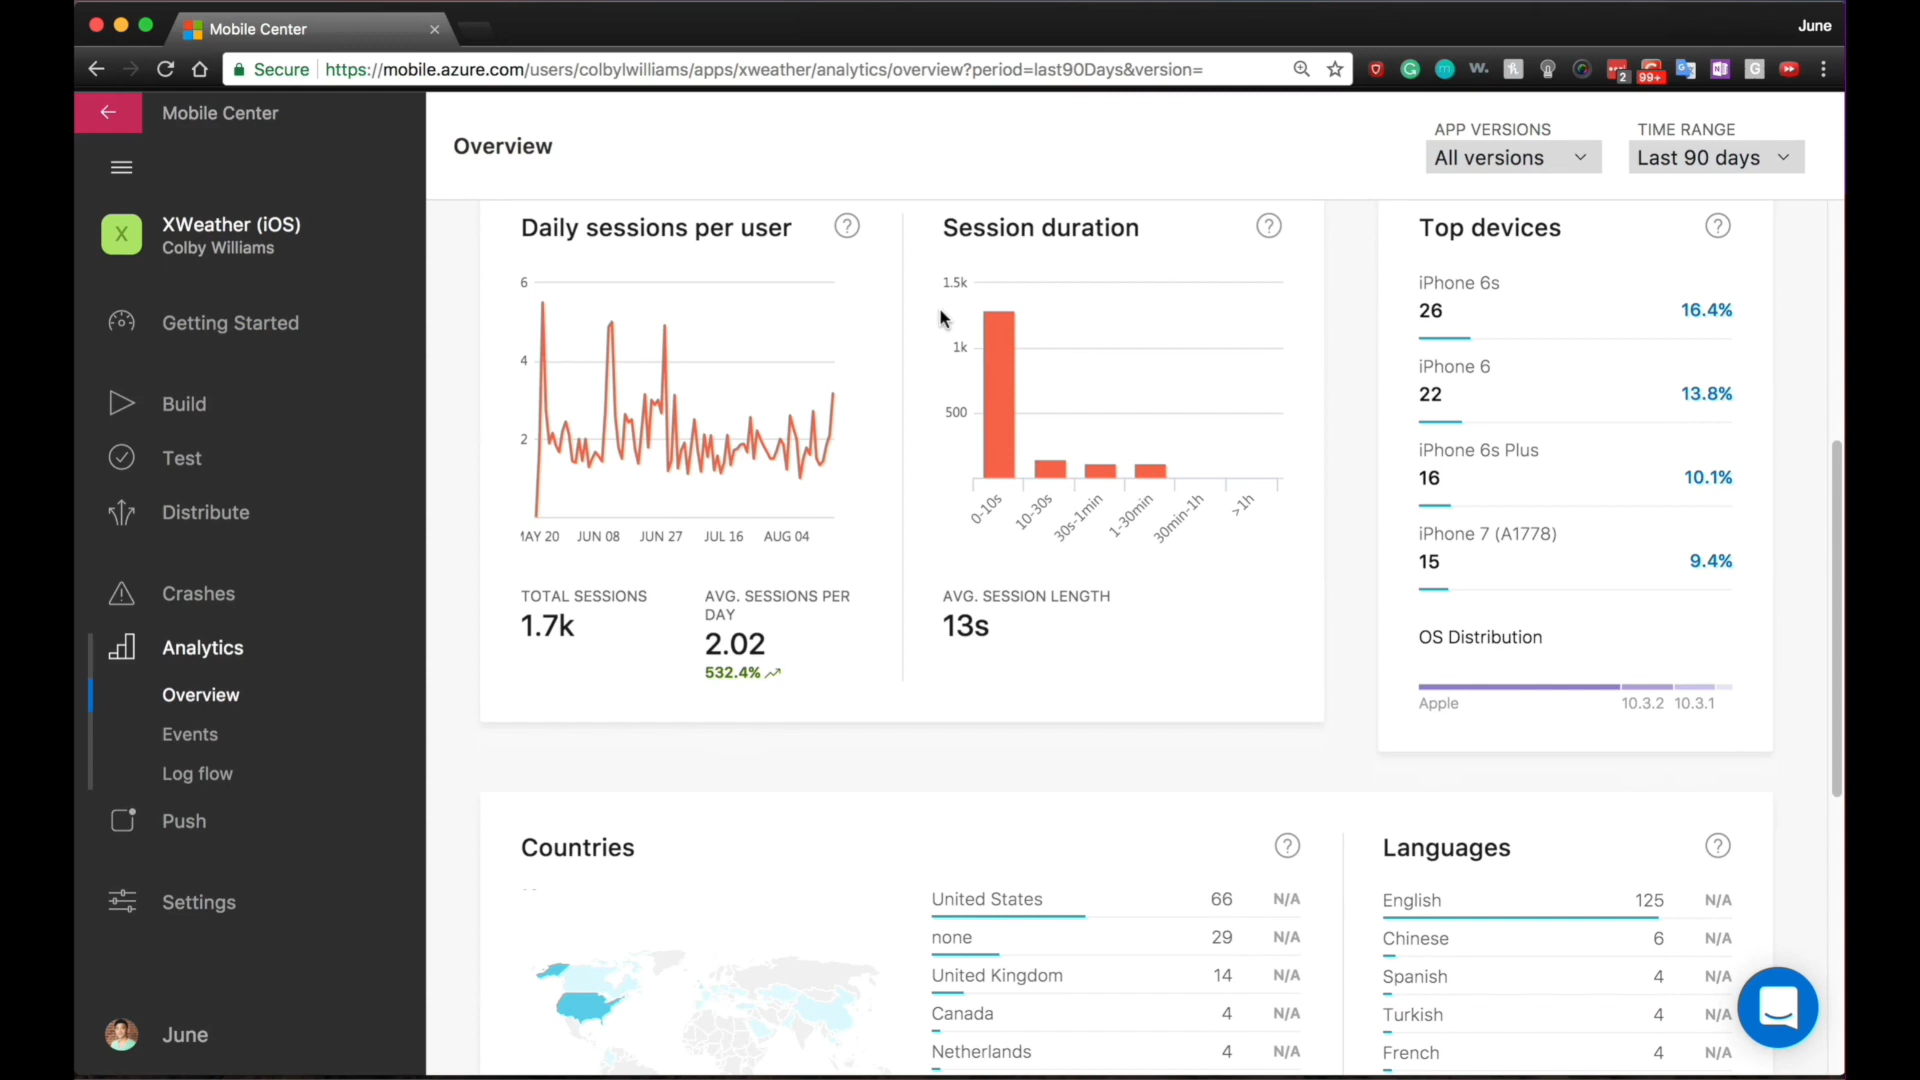 Mobile Center
June
Secure https://mobile.azure.com/users/colbylwilliams/apps/xweather/analytics/overview?period=last90Days&version=
w.
2
99+
Mobile Center
XWeather (iOS)
X
Colby Williams
Getting Started
Build
Test
Distribute
Crashes
Analytics
Overview
Events
Log flow
Push
Settings
June
Overview
APP VERSIONS
All versions
TIME RANGE
Last 90 days
Daily sessions per user
?
6
4
2
MAY 20 JUN 08 JUN 27 JUL 16 AUG 04
TOTAL SESSIONS
1.7k
AVG. SESSIONS PER
DAY
2.02
532.4%
Session duration
?
1.5k
1k
500
0-10s 10-30s 30s-1min 1-30min 30min-1h >1h
AVG. SESSION LENGTH
13s
Top devices
?
iPhone 6s
26 16.4%
iPhone 6
22 13.8%
iPhone 6s Plus
16 10.1%
iPhone 7 (A1778)
15 9.4%
OS Distribution
Apple 10.3.2 10.3.1
Countries
?
United States 66 N/A
none 29 N/A
United Kingdom 14 N/A
Canada 4 N/A
Netherlands 4 N/A
Languages
?
English 125 N/A
Chinese 6 N/A
Spanish 4 N/A
Turkish 4 N/A
French 4 N/A